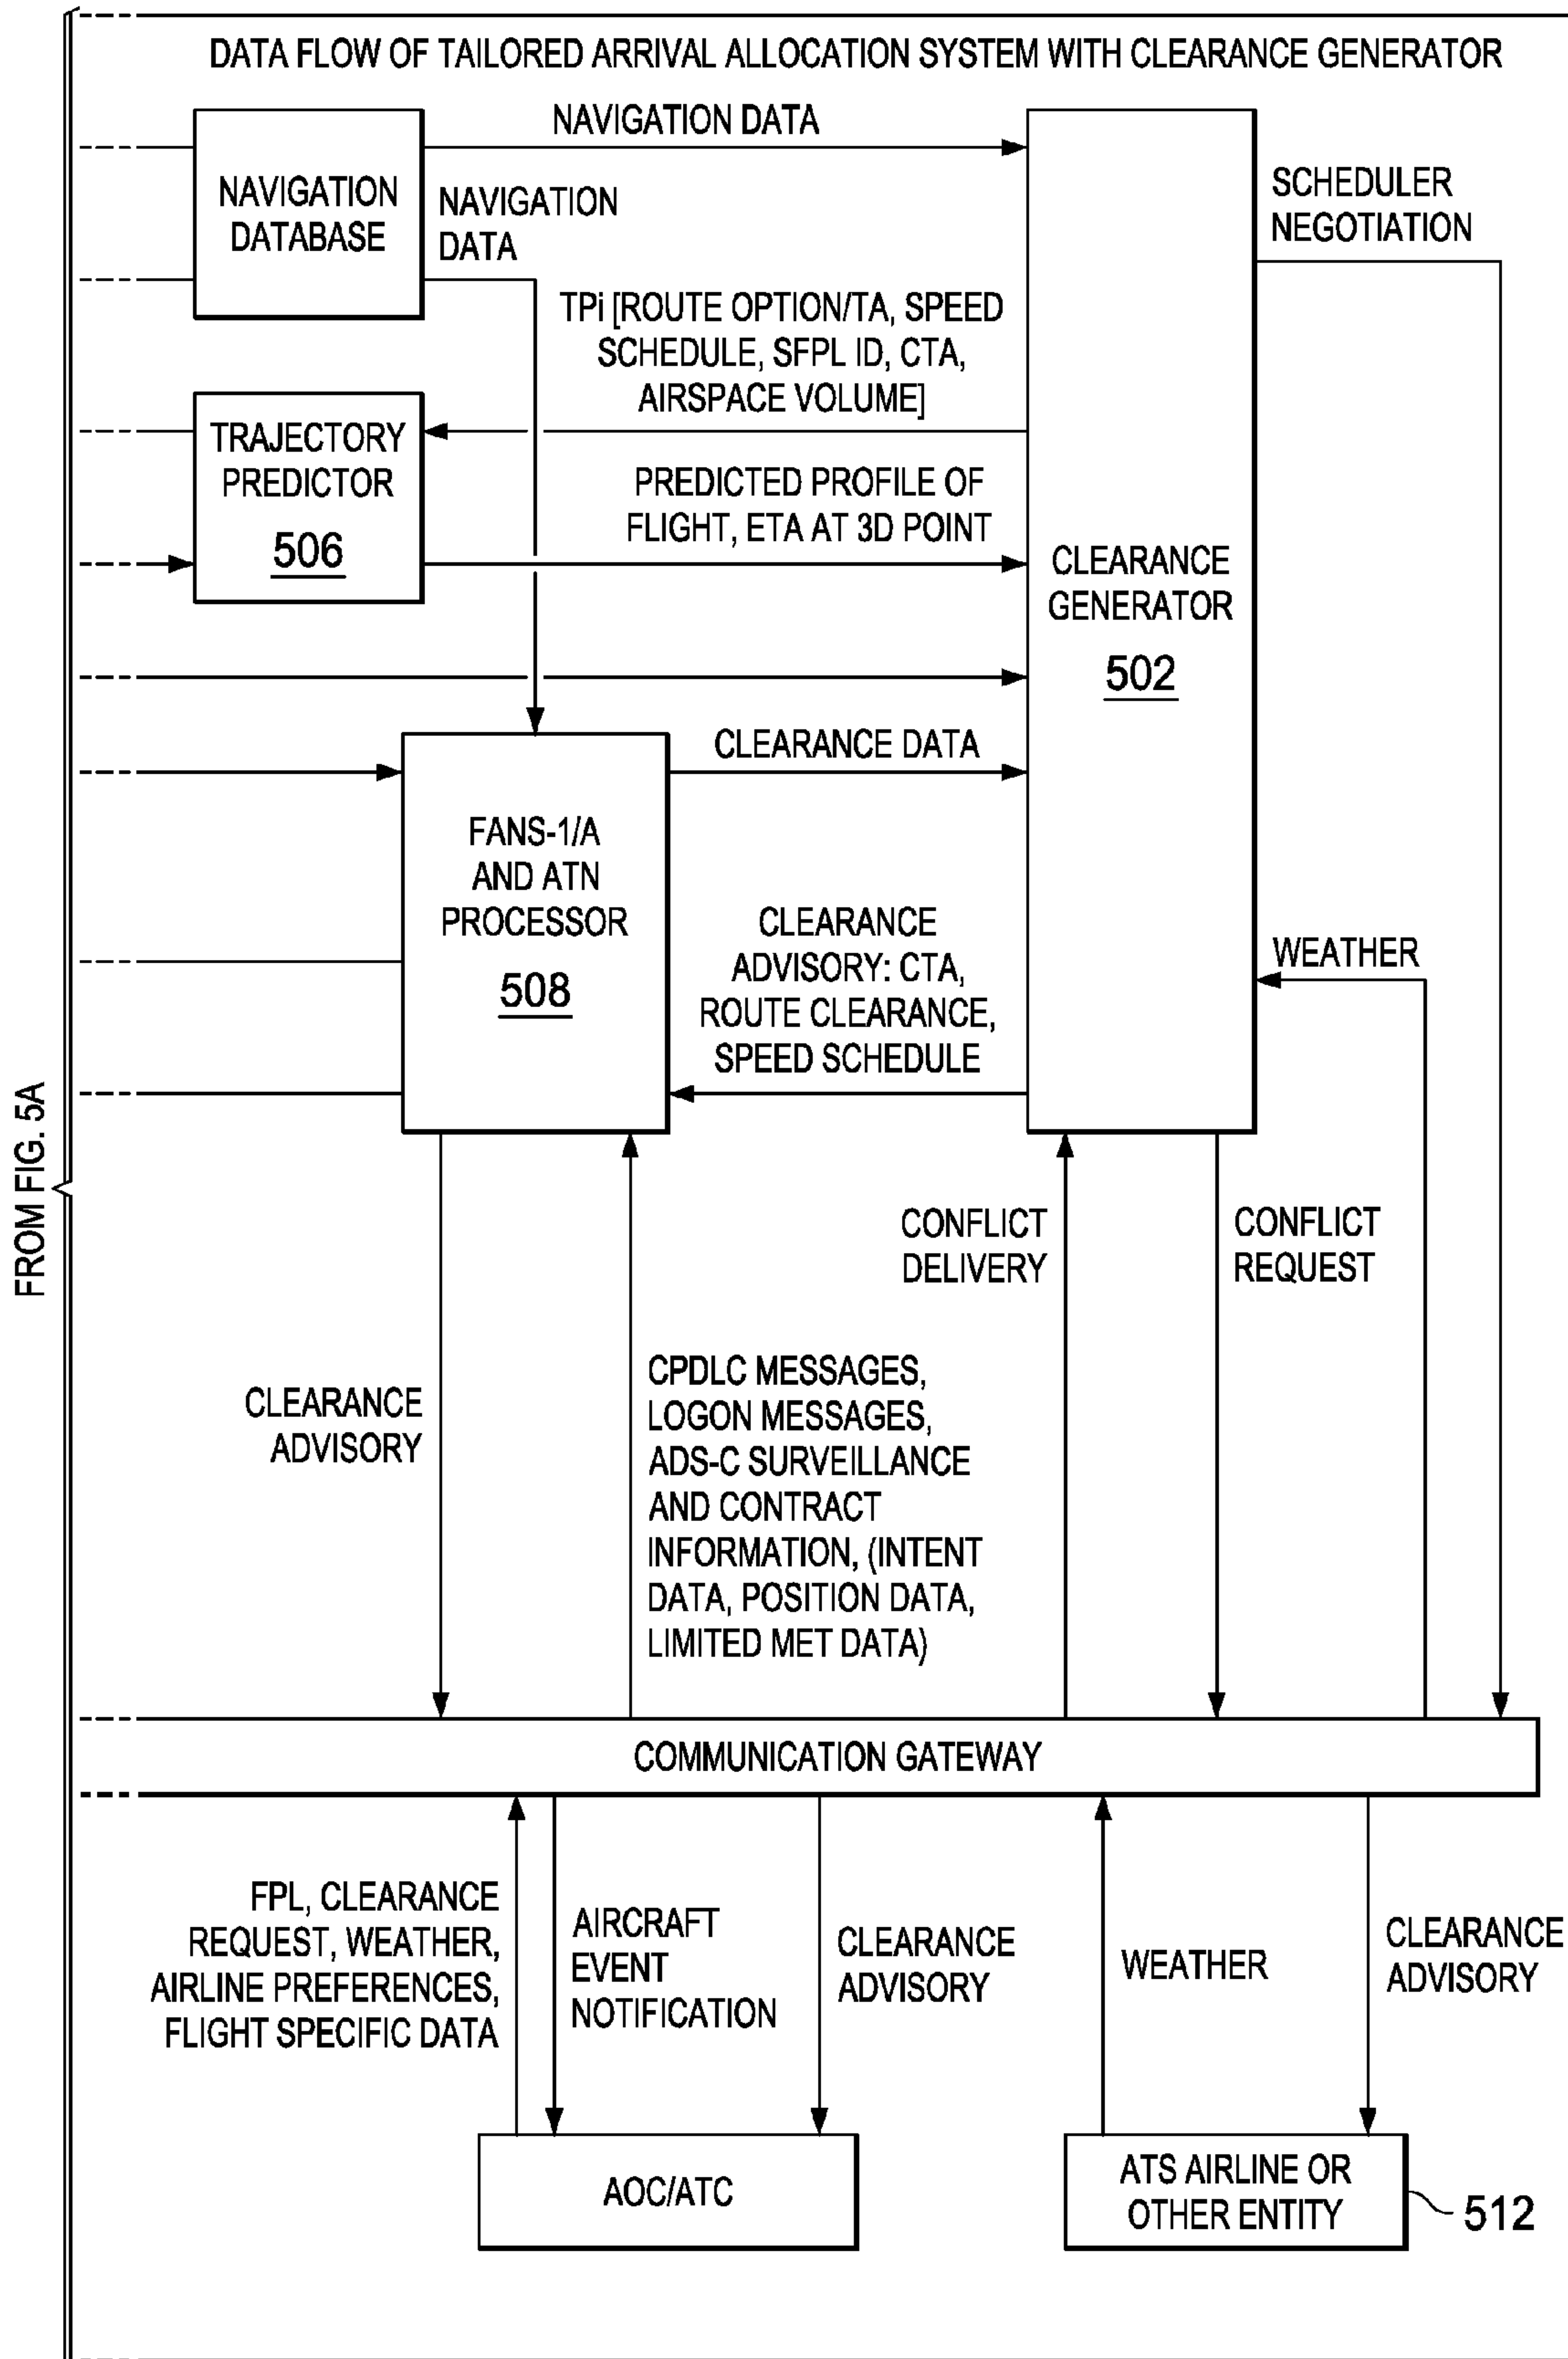 DATA FLOW OF TAILORED ARRIVAL ALLOCATION SYSTEM WITH CLEARANCE GENERATOR
NAVIGATION DATA
NAVIGATION
DATABASE
NAVIGATION
DATA
SCHEDULER
NEGOTIATION
TPi [ROUTE OPTION/TA, SPEED
SCHEDULE, SFPL ID, CTA,
AIRSPACE VOLUME]
TRAJECTORY
PREDICTOR
506
PREDICTED PROFILE OF
FLIGHT, ETA AT 3D POINT
CLEARANCE
GENERATOR
502
CLEARANCE DATA
FANS-1/A
AND ATN
PROCESSOR
508
CLEARANCE
ADVISORY: CTA,
ROUTE CLEARANCE,
SPEED SCHEDULE
WEATHER
FROM FIG. 5A
CONFLICT
DELIVERY
CONFLICT
REQUEST
CLEARANCE
ADVISORY
CPDLC MESSAGES,
LOGON MESSAGES,
ADS-C SURVEILLANCE
AND CONTRACT
INFORMATION, (INTENT
DATA, POSITION DATA,
LIMITED MET DATA)
COMMUNICATION GATEWAY
FPL, CLEARANCE
REQUEST, WEATHER,
AIRLINE PREFERENCES,
FLIGHT SPECIFIC DATA
AIRCRAFT
EVENT
NOTIFICATION
CLEARANCE
ADVISORY
WEATHER
CLEARANCE
ADVISORY
AOC/ATC
ATS AIRLINE OR
OTHER ENTITY
512